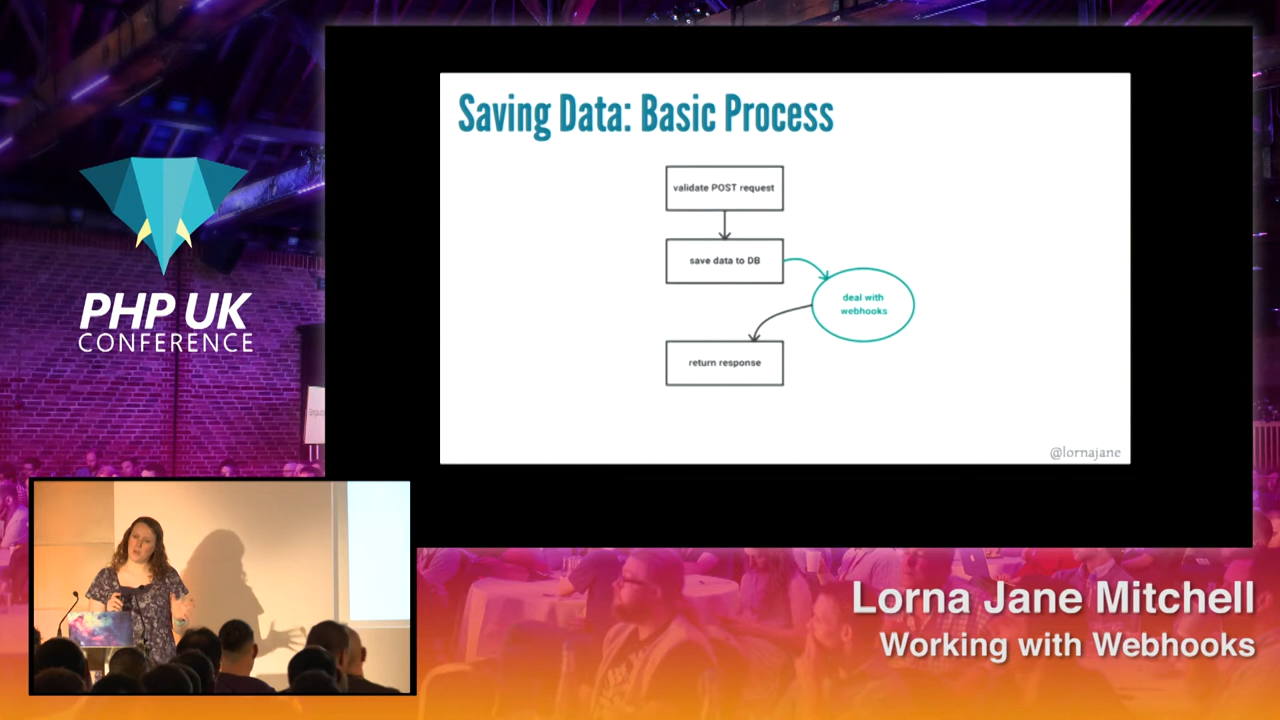 Saving Data: Basic Process
validate POST request
save data to DB
deal with
webhooks
return response
@lornajane
PHP UK
CONFERENCE
Lorna Jane Mitchell
Working with Webhooks